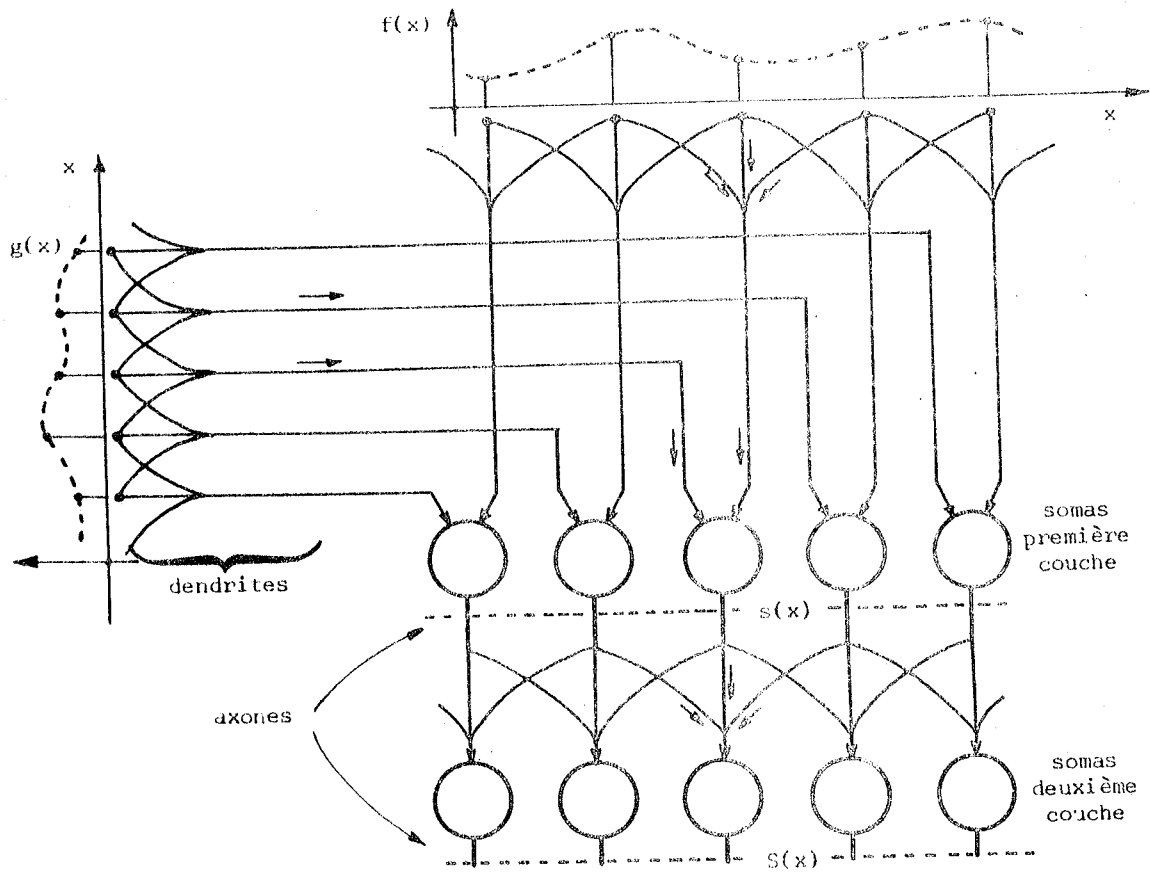 f(x)
x
x
g(x)
dendrites
somas
première
couche
s(x)
axones
somas
deuxième
couche
S(x)